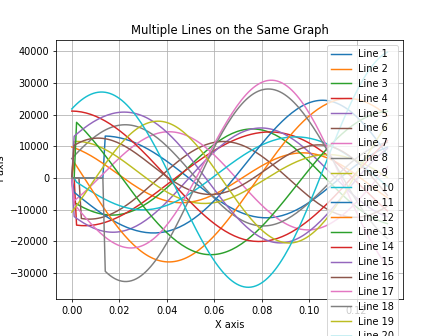 Multiple Lines on the Same Graph
40000
30000
20000
10000
0
−10000
−20000
−30000
0.00
0.02
0.04
0.06
0.08
0.10
X axis
Line 1
Line 2
Line 3
Line 4
Line 5
Line 6
Line 7
Line 8
Line 9
Line 10
Line 11
Line 12
Line 13
Line 14
Line 15
Line 16
Line 17
Line 18
Line 19
Line 20